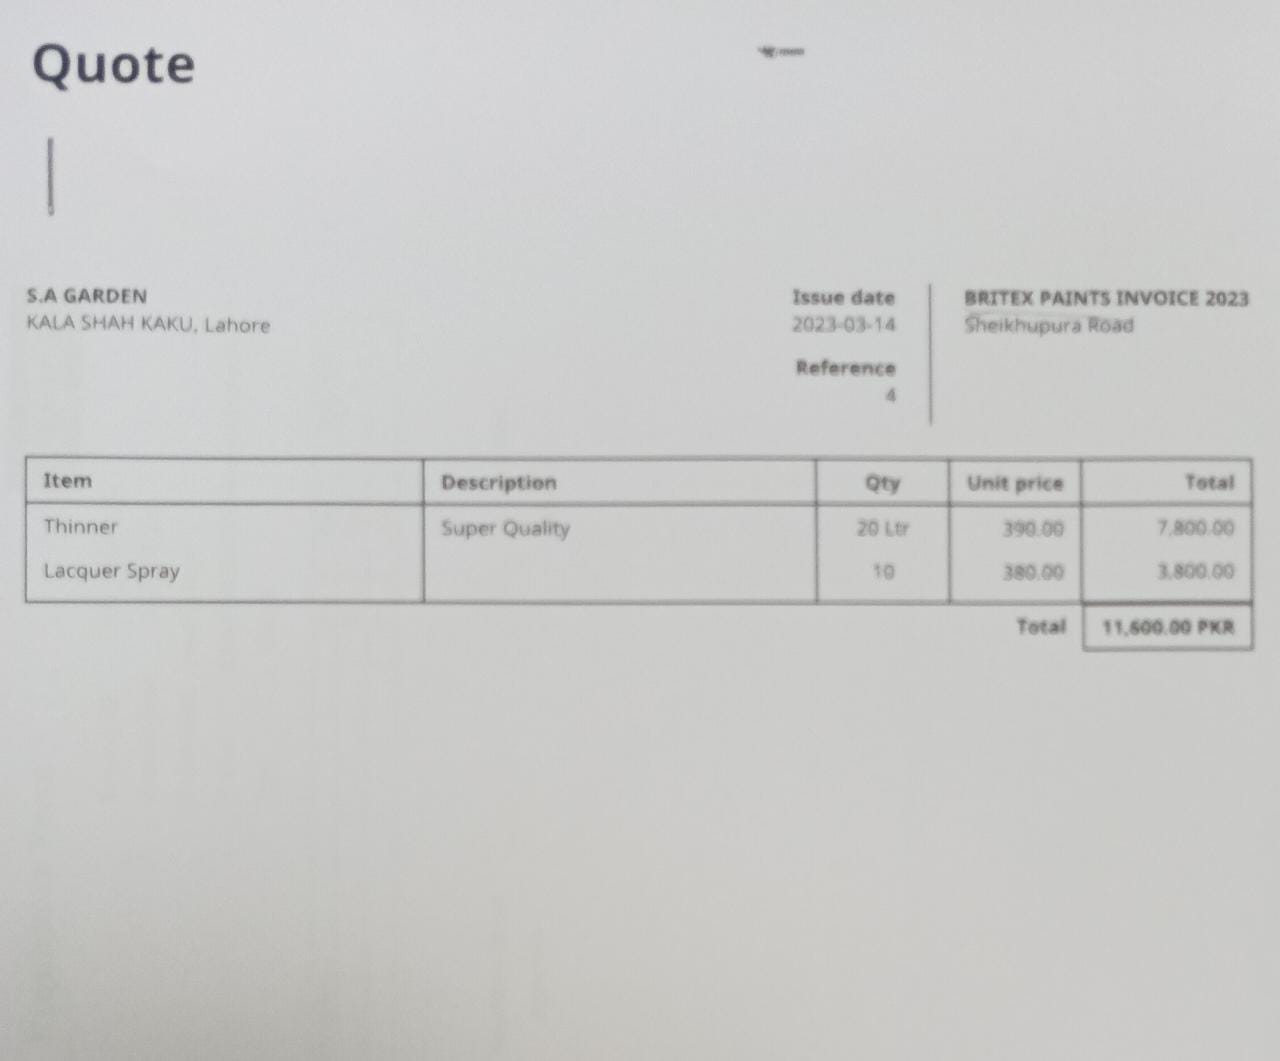 Quote
S.A GARDEN
KALA SHAH KAKU, Lahore
Issue date
2023-03-14
Reference
4
BRITEX PAINTS INVOICE 2023
Sheikhupura Road
Item Description Qty Unit price Total
Thinner Super Quality 20 Ltr 390.00 7,800.00
Lacquer Spray 10 380.00 3,800.00
Total 11,600.00 PKR